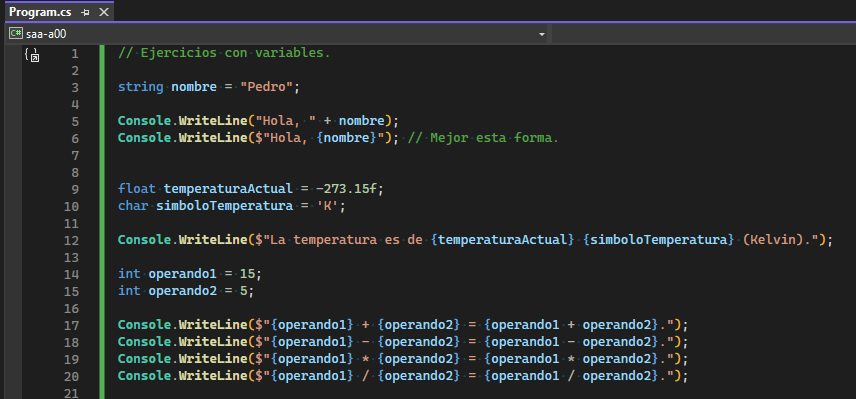 Program.cs
C# saa-a00
1 // Ejercicios con variables.
2
3 string nombre = "Pedro";
4
5 Console.WriteLine("Hola, " + nombre);
6 Console.WriteLine($"Hola, {nombre}"); // Mejor esta forma.
7
8
9 float temperaturaActual = -273.15f;
10 char simboloTemperatura = 'K';
11
12 Console.WriteLine($"La temperatura es de {temperaturaActual} {simboloTemperatura} (Kelvin).");
13
14 int operando1 = 15;
15 int operando2 = 5;
16
17 Console.WriteLine($"{operando1} + {operando2} = {operando1 + operando2}.");
18 Console.WriteLine($"{operando1} - {operando2} = {operando1 - operando2}.");
19 Console.WriteLine($"{operando1} * {operando2} = {operando1 * operando2}.");
20 Console.WriteLine($"{operando1} / {operando2} = {operando1 / operando2}.");
21